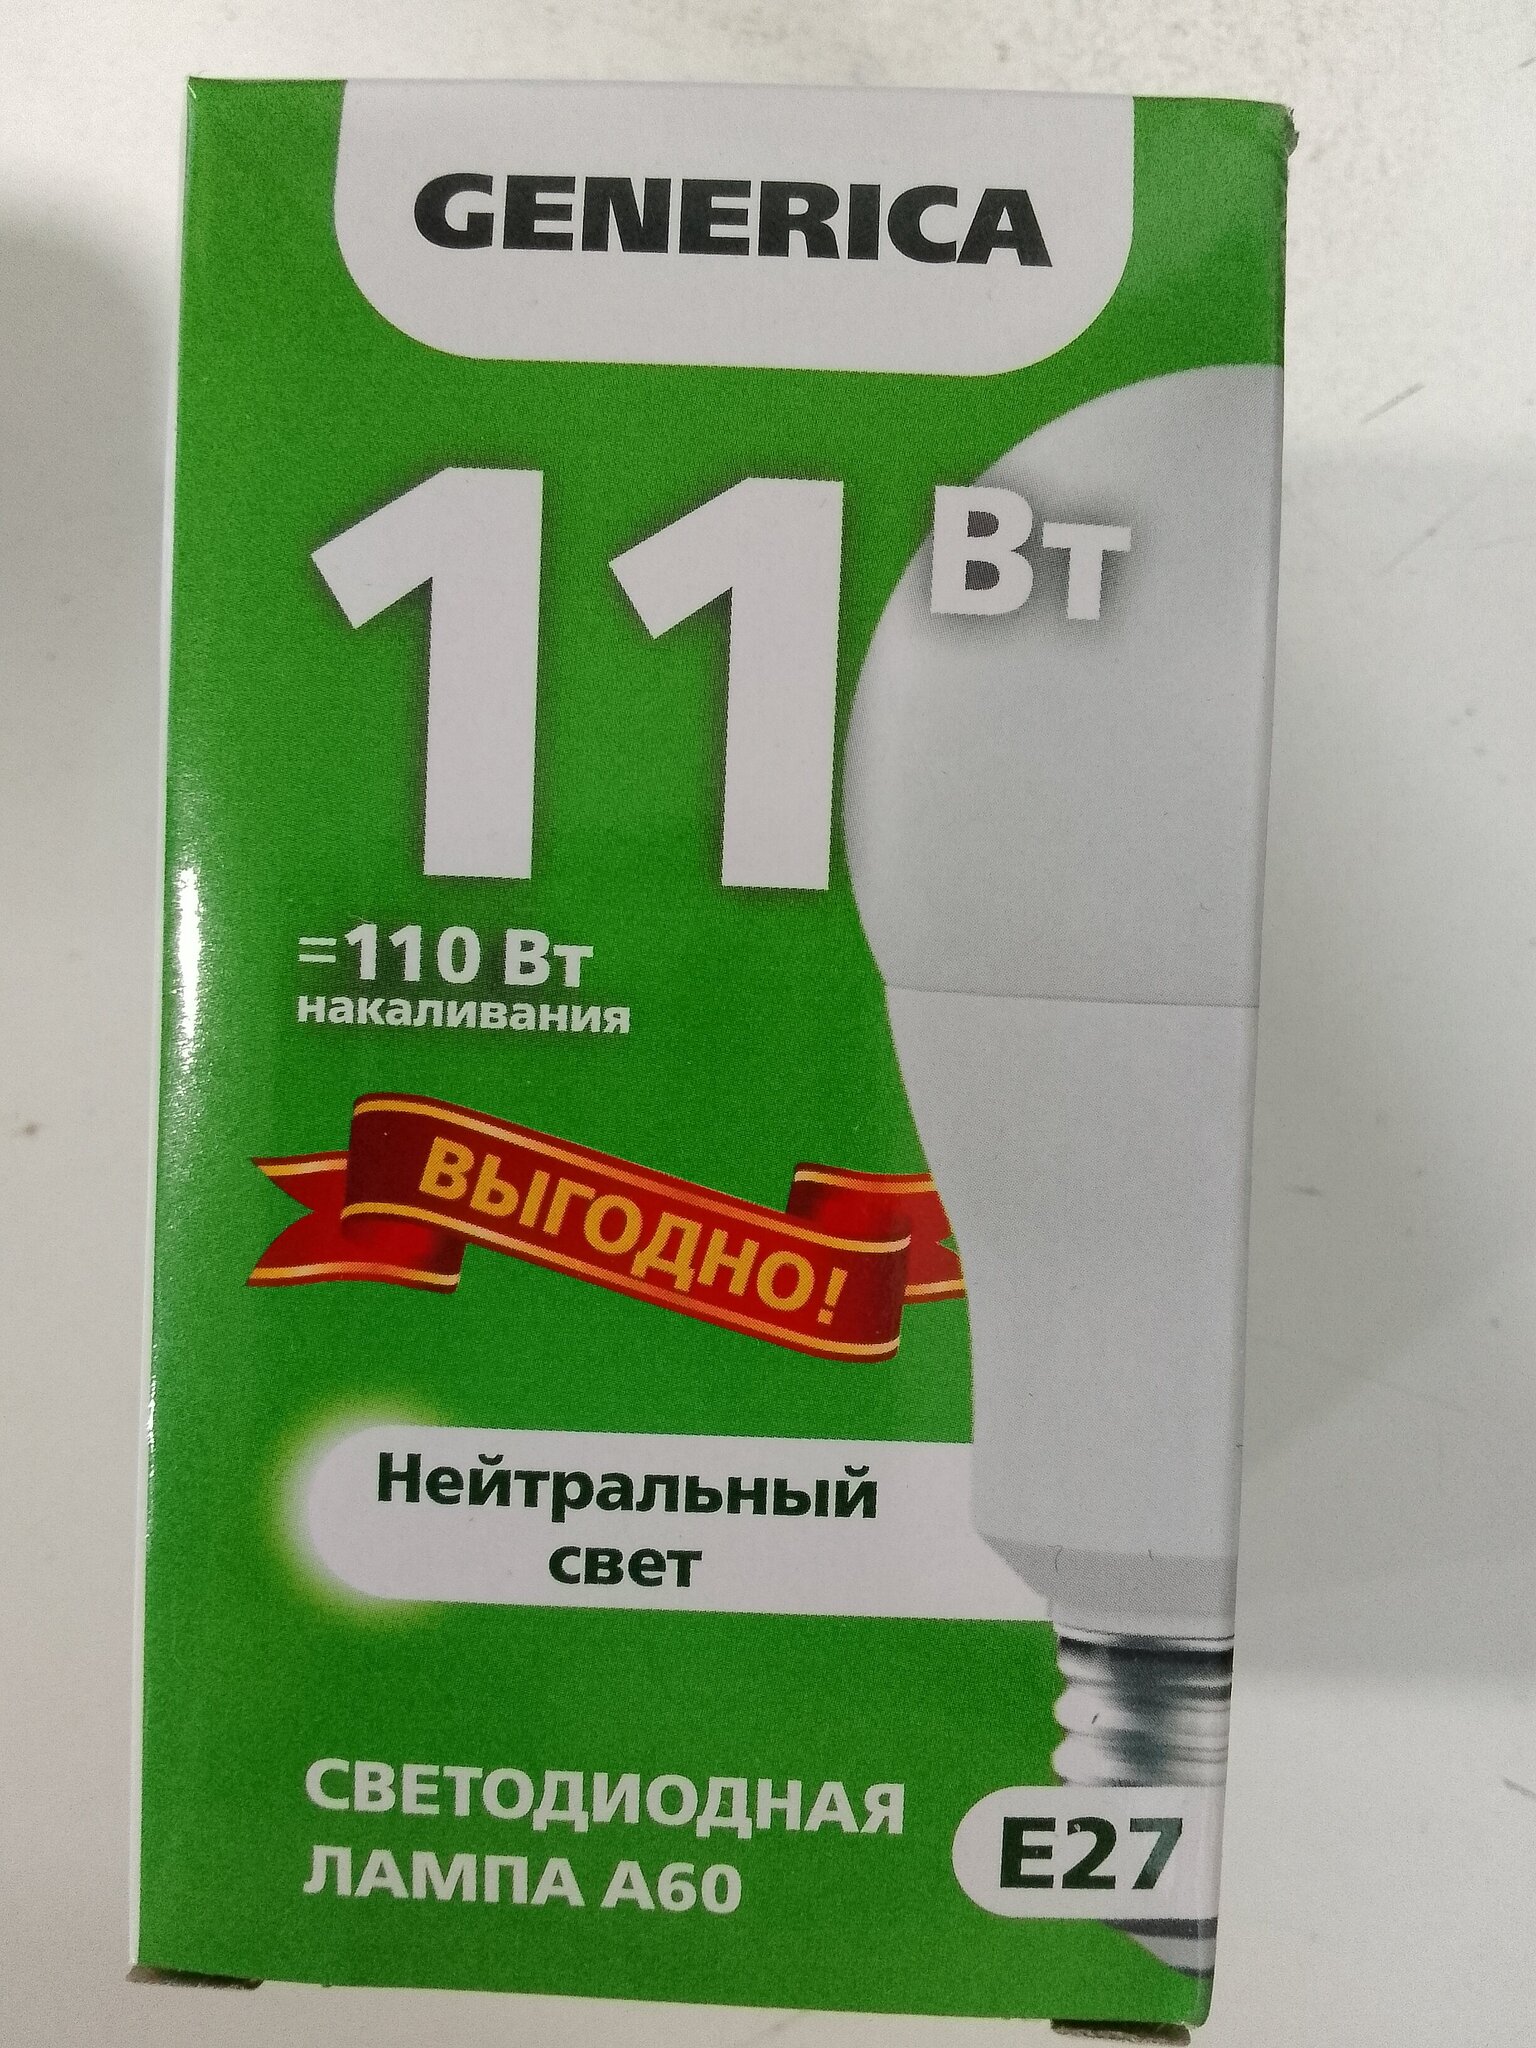 GENERICA
11 Вт
=110 Вт
накаливания
ВЫГОДНО!
Нейтральный
свет
СВЕТОДИОДНАЯ
ЛАМПА А60
E27